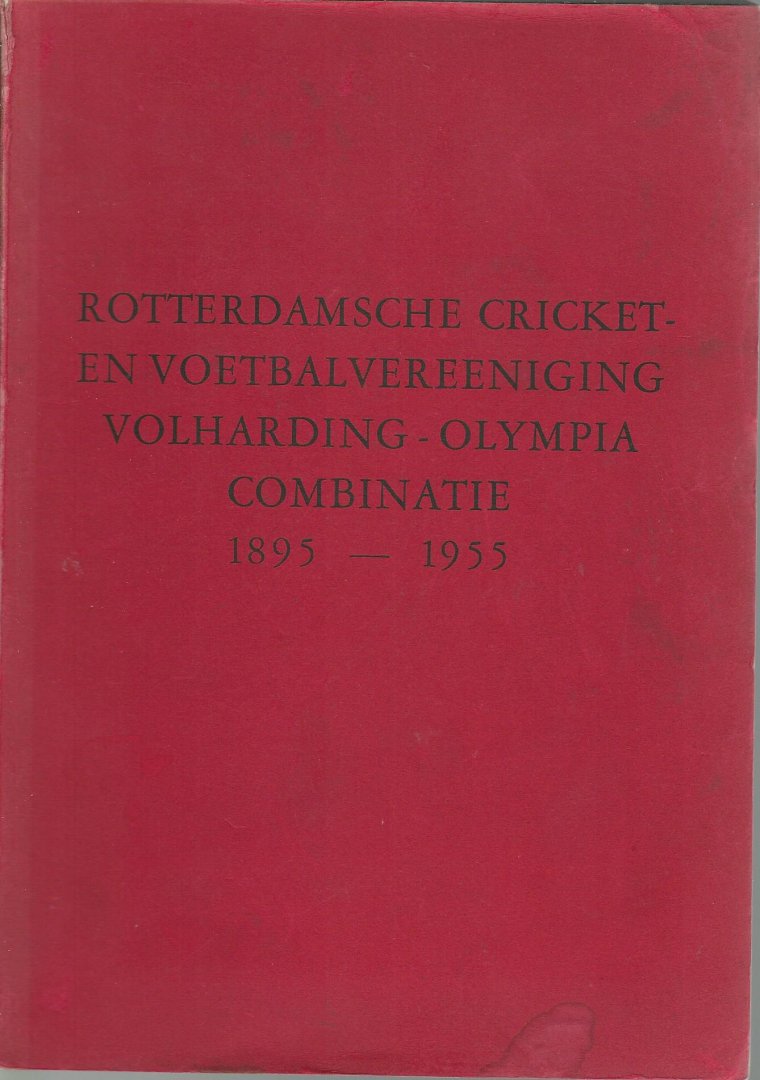 ROTTERDAMSCHE CRICKET-
EN VOETBALVEREENIGING
VOLHARDING - OLYMPIA
COMBINATIE
1895 — 1955